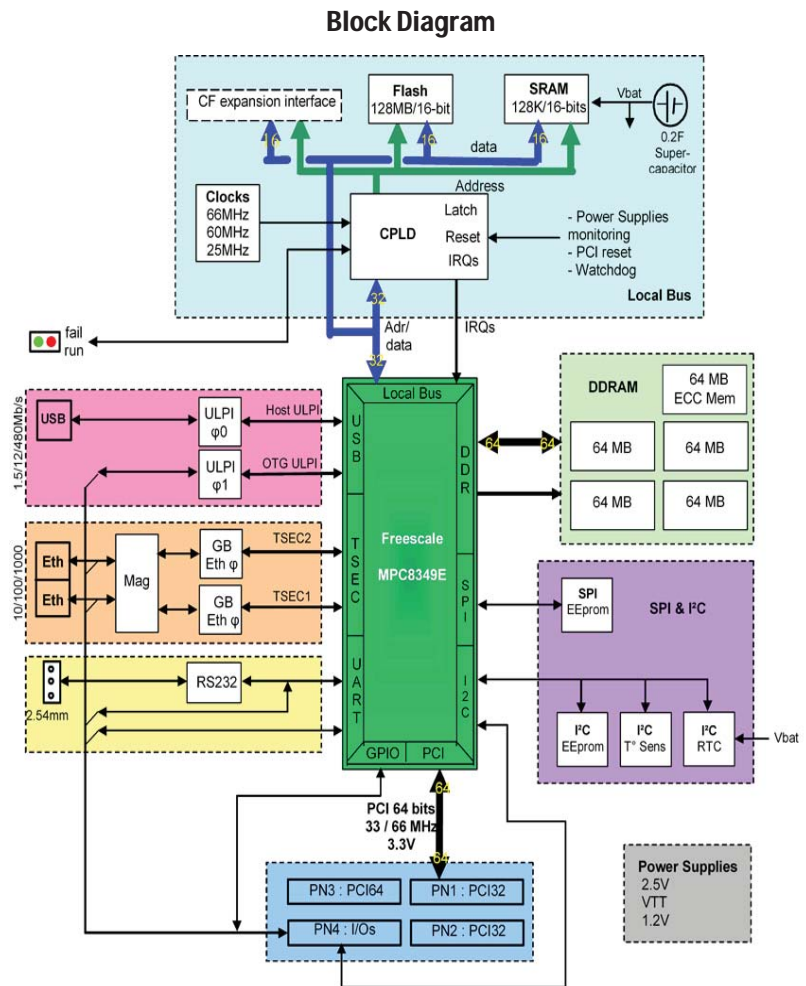 Block Diagram
CF expansion interface
Flash
128MB/16-bit
SRAM
128K/16-bits
Vbat
0.2F
Super-
capacitor
16
16
16
data
Address
Clocks
66MHz
60MHz
25MHz
CPLD
Latch
Reset
IRQs
- Power Supplies
monitoring
- PCI reset
- Watchdog
Local Bus
32
Adr/
data
32
IRQs
fail
run
1.5/12/480Mb/s
USB
ULPI
φ0
Host ULPI
ULPI
φ1
OTG ULPI
Local Bus
USB
DDR
TSEC
Freescale
MPC8349E
SPI
UART
I2C
GPIO
PCI
64
64
DDRAM
64 MB
ECC Mem
64 MB
64 MB
64 MB
64 MB
10/100/1000
Eth
Eth
Mag
GB
Eth φ
TSEC2
GB
Eth φ
TSEC1
SPI
EEprom
SPI & I²C
I²C
EEprom
I²C
T° Sens
I²C
RTC
Vbat
2.54mm
RS232
64
PCI 64 bits
33 / 66 MHz
3.3V
64
PN3 : PCI64
PN1 : PCI32
PN4 : I/Os
PN2 : PCI32
Power Supplies
2.5V
VTT
1.2V